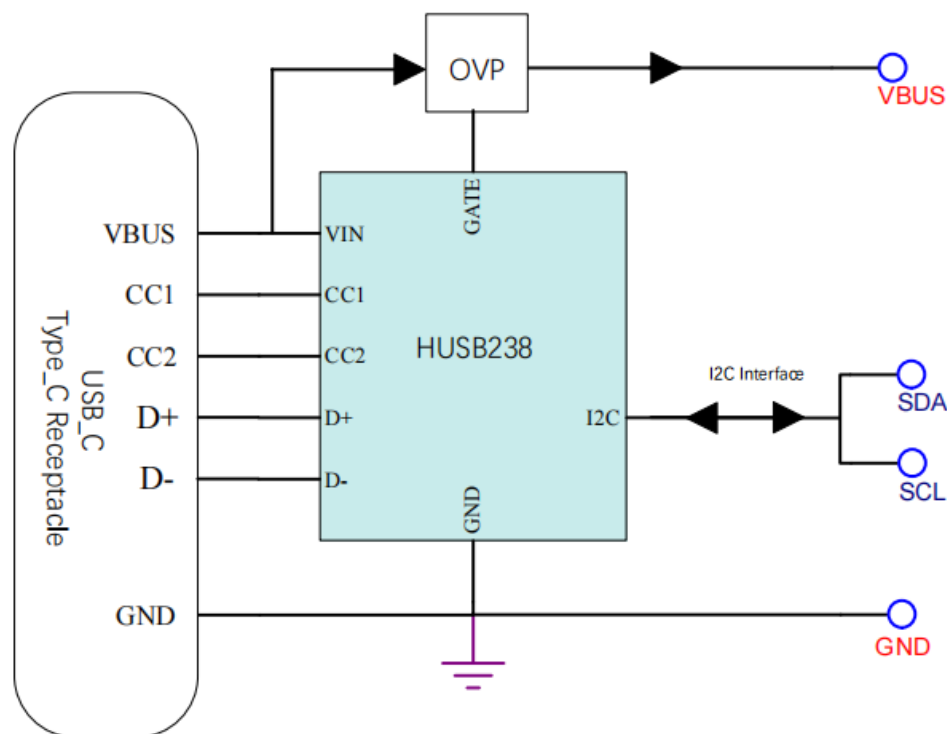 OVP
VBUS
GATE
VBUS
VIN
CC1
CC1
HUSB238
CC2
CC2
I2C Interface
SDA
D+
D+
I2C
D-
D-
SCL
GND
GND
GND
USB_C
Type_C Receptacle